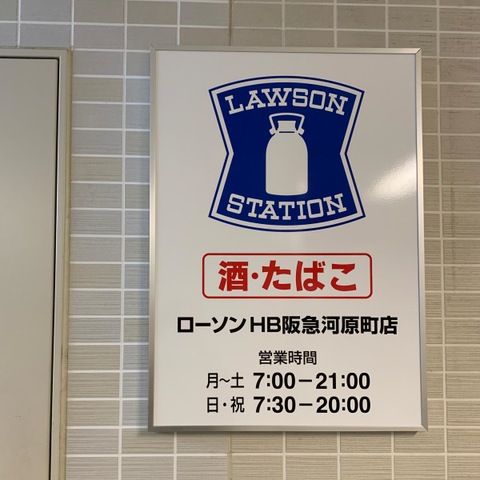 LAWSON
STATION
酒・たばこ
ローソンHB阪急河原町店
営業時間
月~土 7:00-21:00
日・祝 7:30-20:00